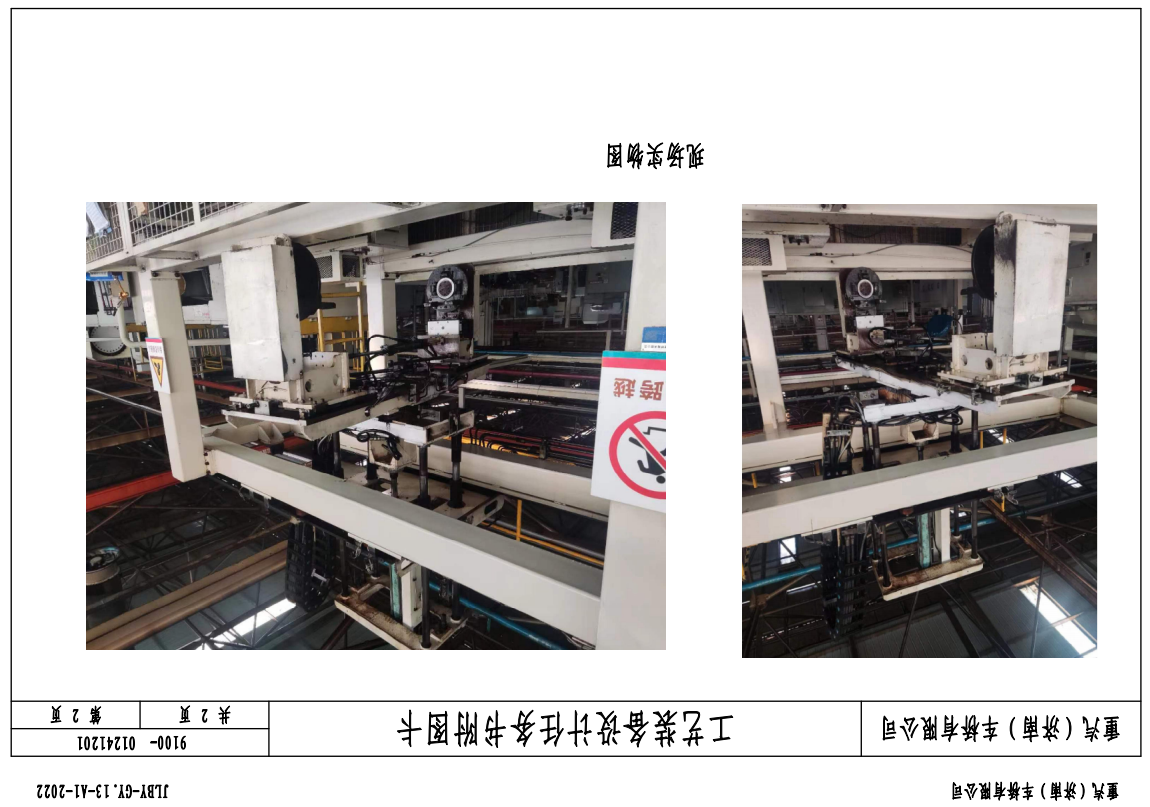 重汽（济南）车桥有限公司
JLBY-GY.13-A1-2022
重汽（济南）车桥有限公司
工艺装备设计任务书附图卡
9100- 01241201
共 2 页
第 2 页
跨越
现场实物图